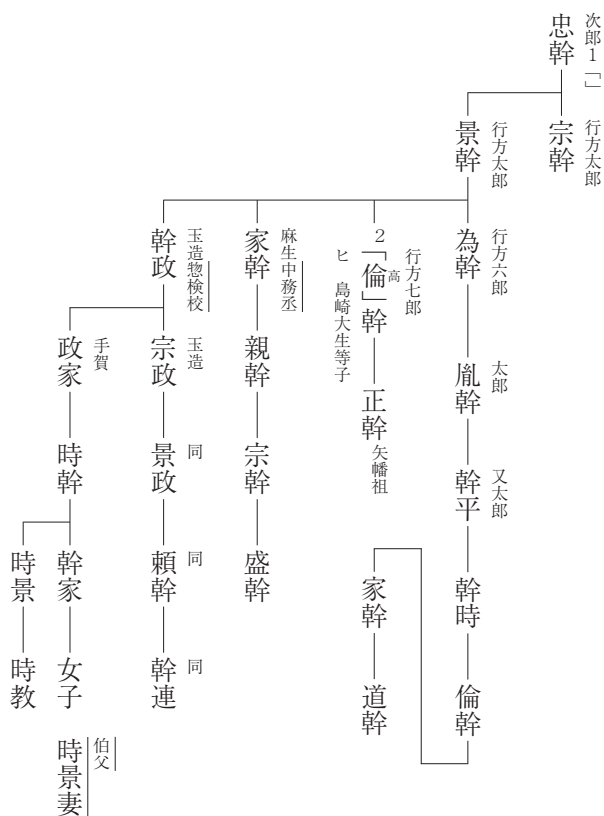 次郎1「」
忠幹
行方太郎
宗幹
行方太郎
景幹
行方六郎
為幹
太郎
胤幹
又太郎
幹平
幹時
倫幹
家幹
道幹
行方七郎
2「倫」幹
高
ヒ 島崎大生等子
正幹
矢幡祖
麻生中務丞
家幹
親幹
宗幹
盛幹
玉造惣検校
幹政
玉造
宗政
同
景政
同
頼幹
同
幹連
手賀
政家
時幹
幹家
女子
伯父
時景妻
時景
時教